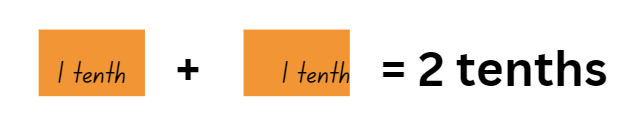 1 tenth + 1 tenth = 2 tenths